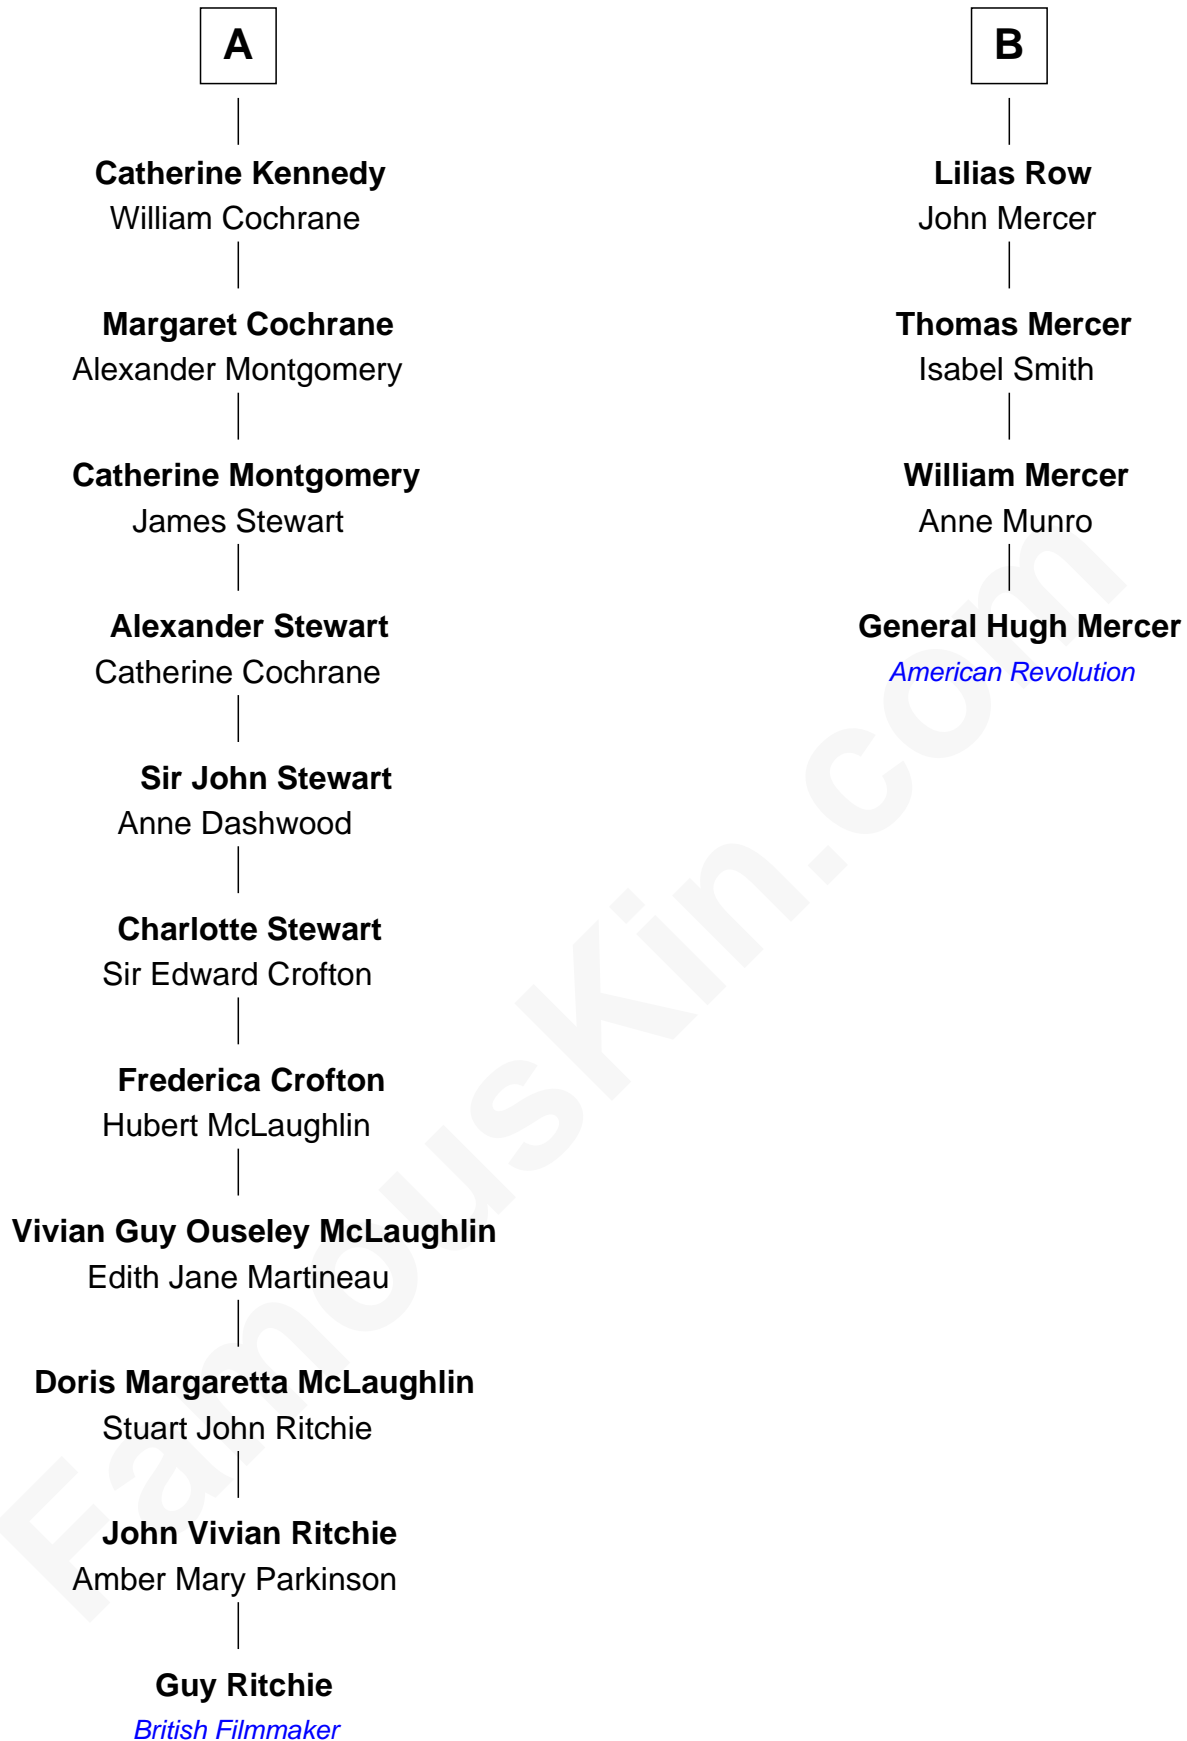 A
Catherine Kennedy
William Cochrane
Margaret Cochrane
Alexander Montgomery
Catherine Montgomery
James Stewart
Alexander Stewart
Catherine Cochrane
Sir John Stewart
Anne Dashwood
Charlotte Stewart
Sir Edward Crofton
Frederica Crofton
Hubert McLaughlin
Vivian Guy Ouseley McLaughlin
Edith Jane Martineau
Doris Margaretta McLaughlin
Stuart John Ritchie
John Vivian Ritchie
Amber Mary Parkinson
Guy Ritchie
British Filmmaker
B
Lilias Row
John Mercer
Thomas Mercer
Isabel Smith
William Mercer
Anne Munro
General Hugh Mercer
American Revolution
FamousKin.com